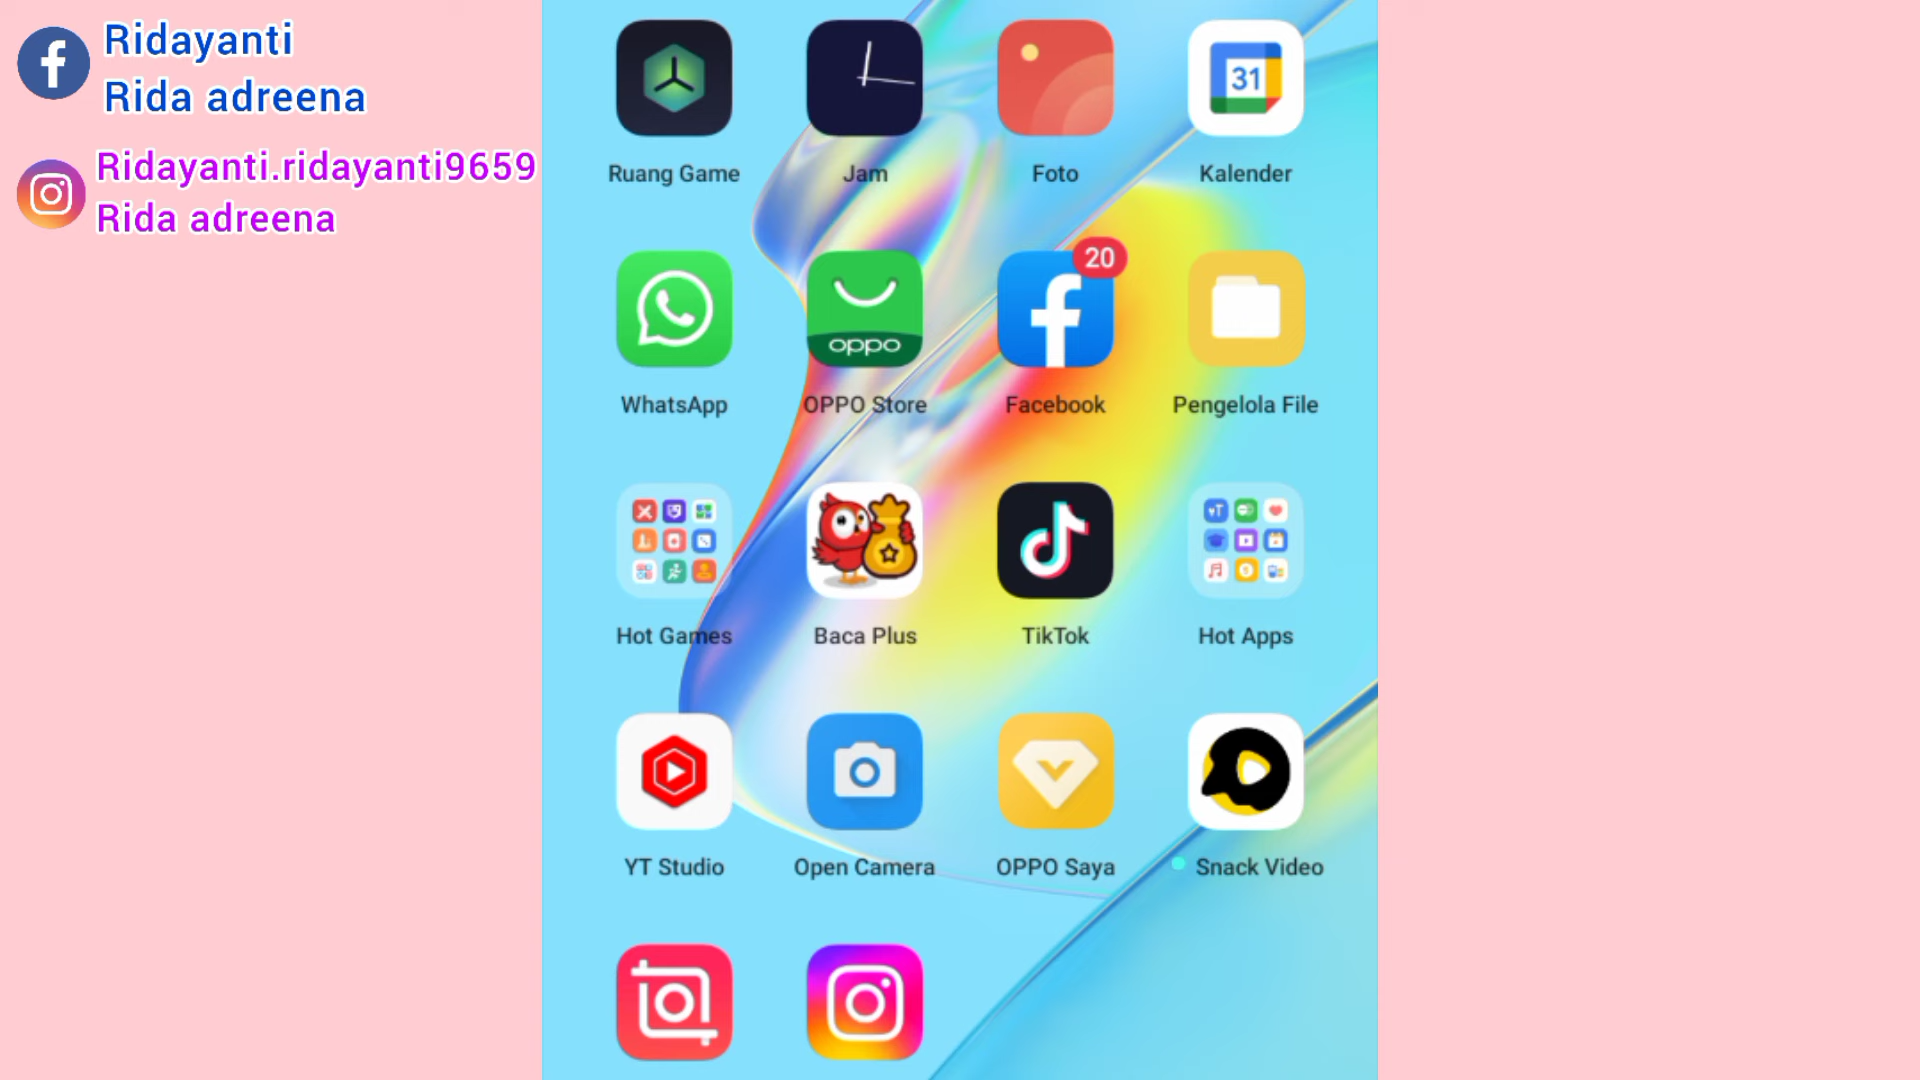 Ridayanti
Rida adreena
Ridayanti.ridayanti9659
Rida adreena
31
Ruang Game
Jam
Foto
Kalender
20
oppo
WhatsApp
OPPO Store
Facebook
Pengelola File
Hot Games
Baca Plus
TikTok
Hot Apps
YT Studio
Open Camera
OPPO Saya
Snack Video